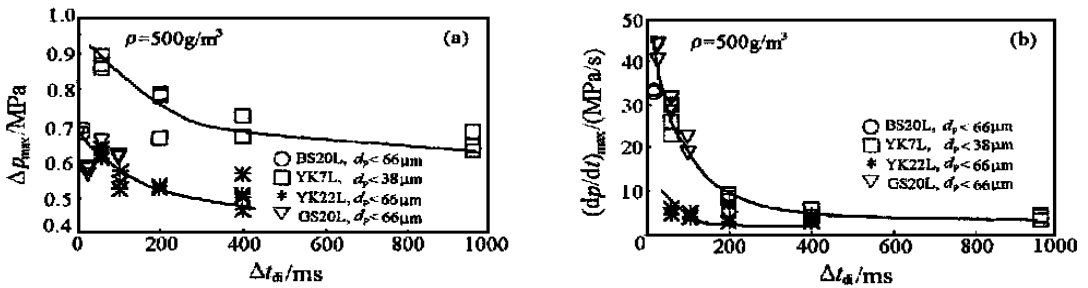 1.0
0.9
0.8
0.7
0.6
0.5
0.4
Δp_max/MPa
ρ=500g/m³
(a)
BS20L, d_p<66μm
YK7L, d_p<38μm
YK22L, d_p<66μm
GS20L, d_p<66μm
0 200 400 600 800 1000
Δt_di/ms
50
40
30
20
10
(dp/dt)_max/(MPa/s)
ρ=500g/m³
(b)
BS20L, d_p<66μm
YK7L, d_p<38μm
YK22L, d_p<66μm
GS20L, d_p<66μm
0 200 400 600 800 1000
Δt_di/ms